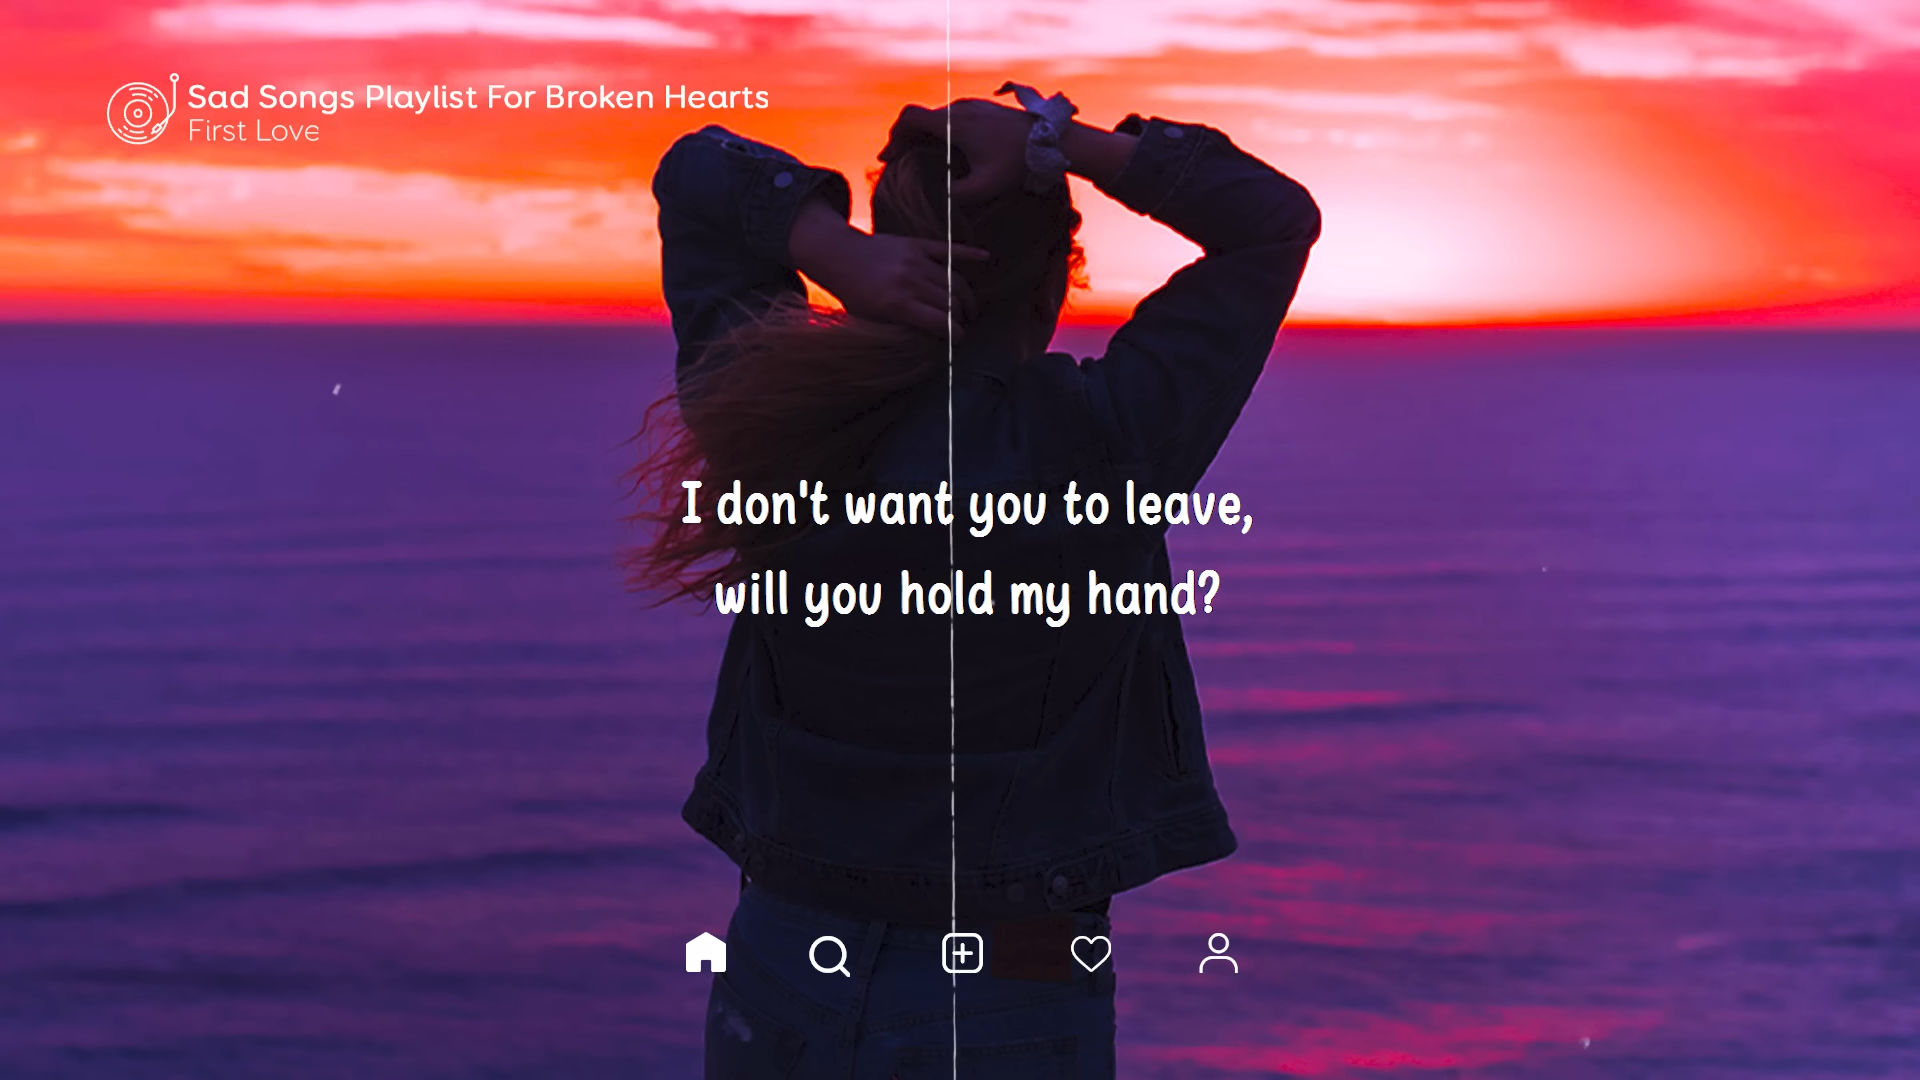 Sad Songs Playlist For Broken Hearts
First Love
I don't want you to leave,
will you hold my hand?